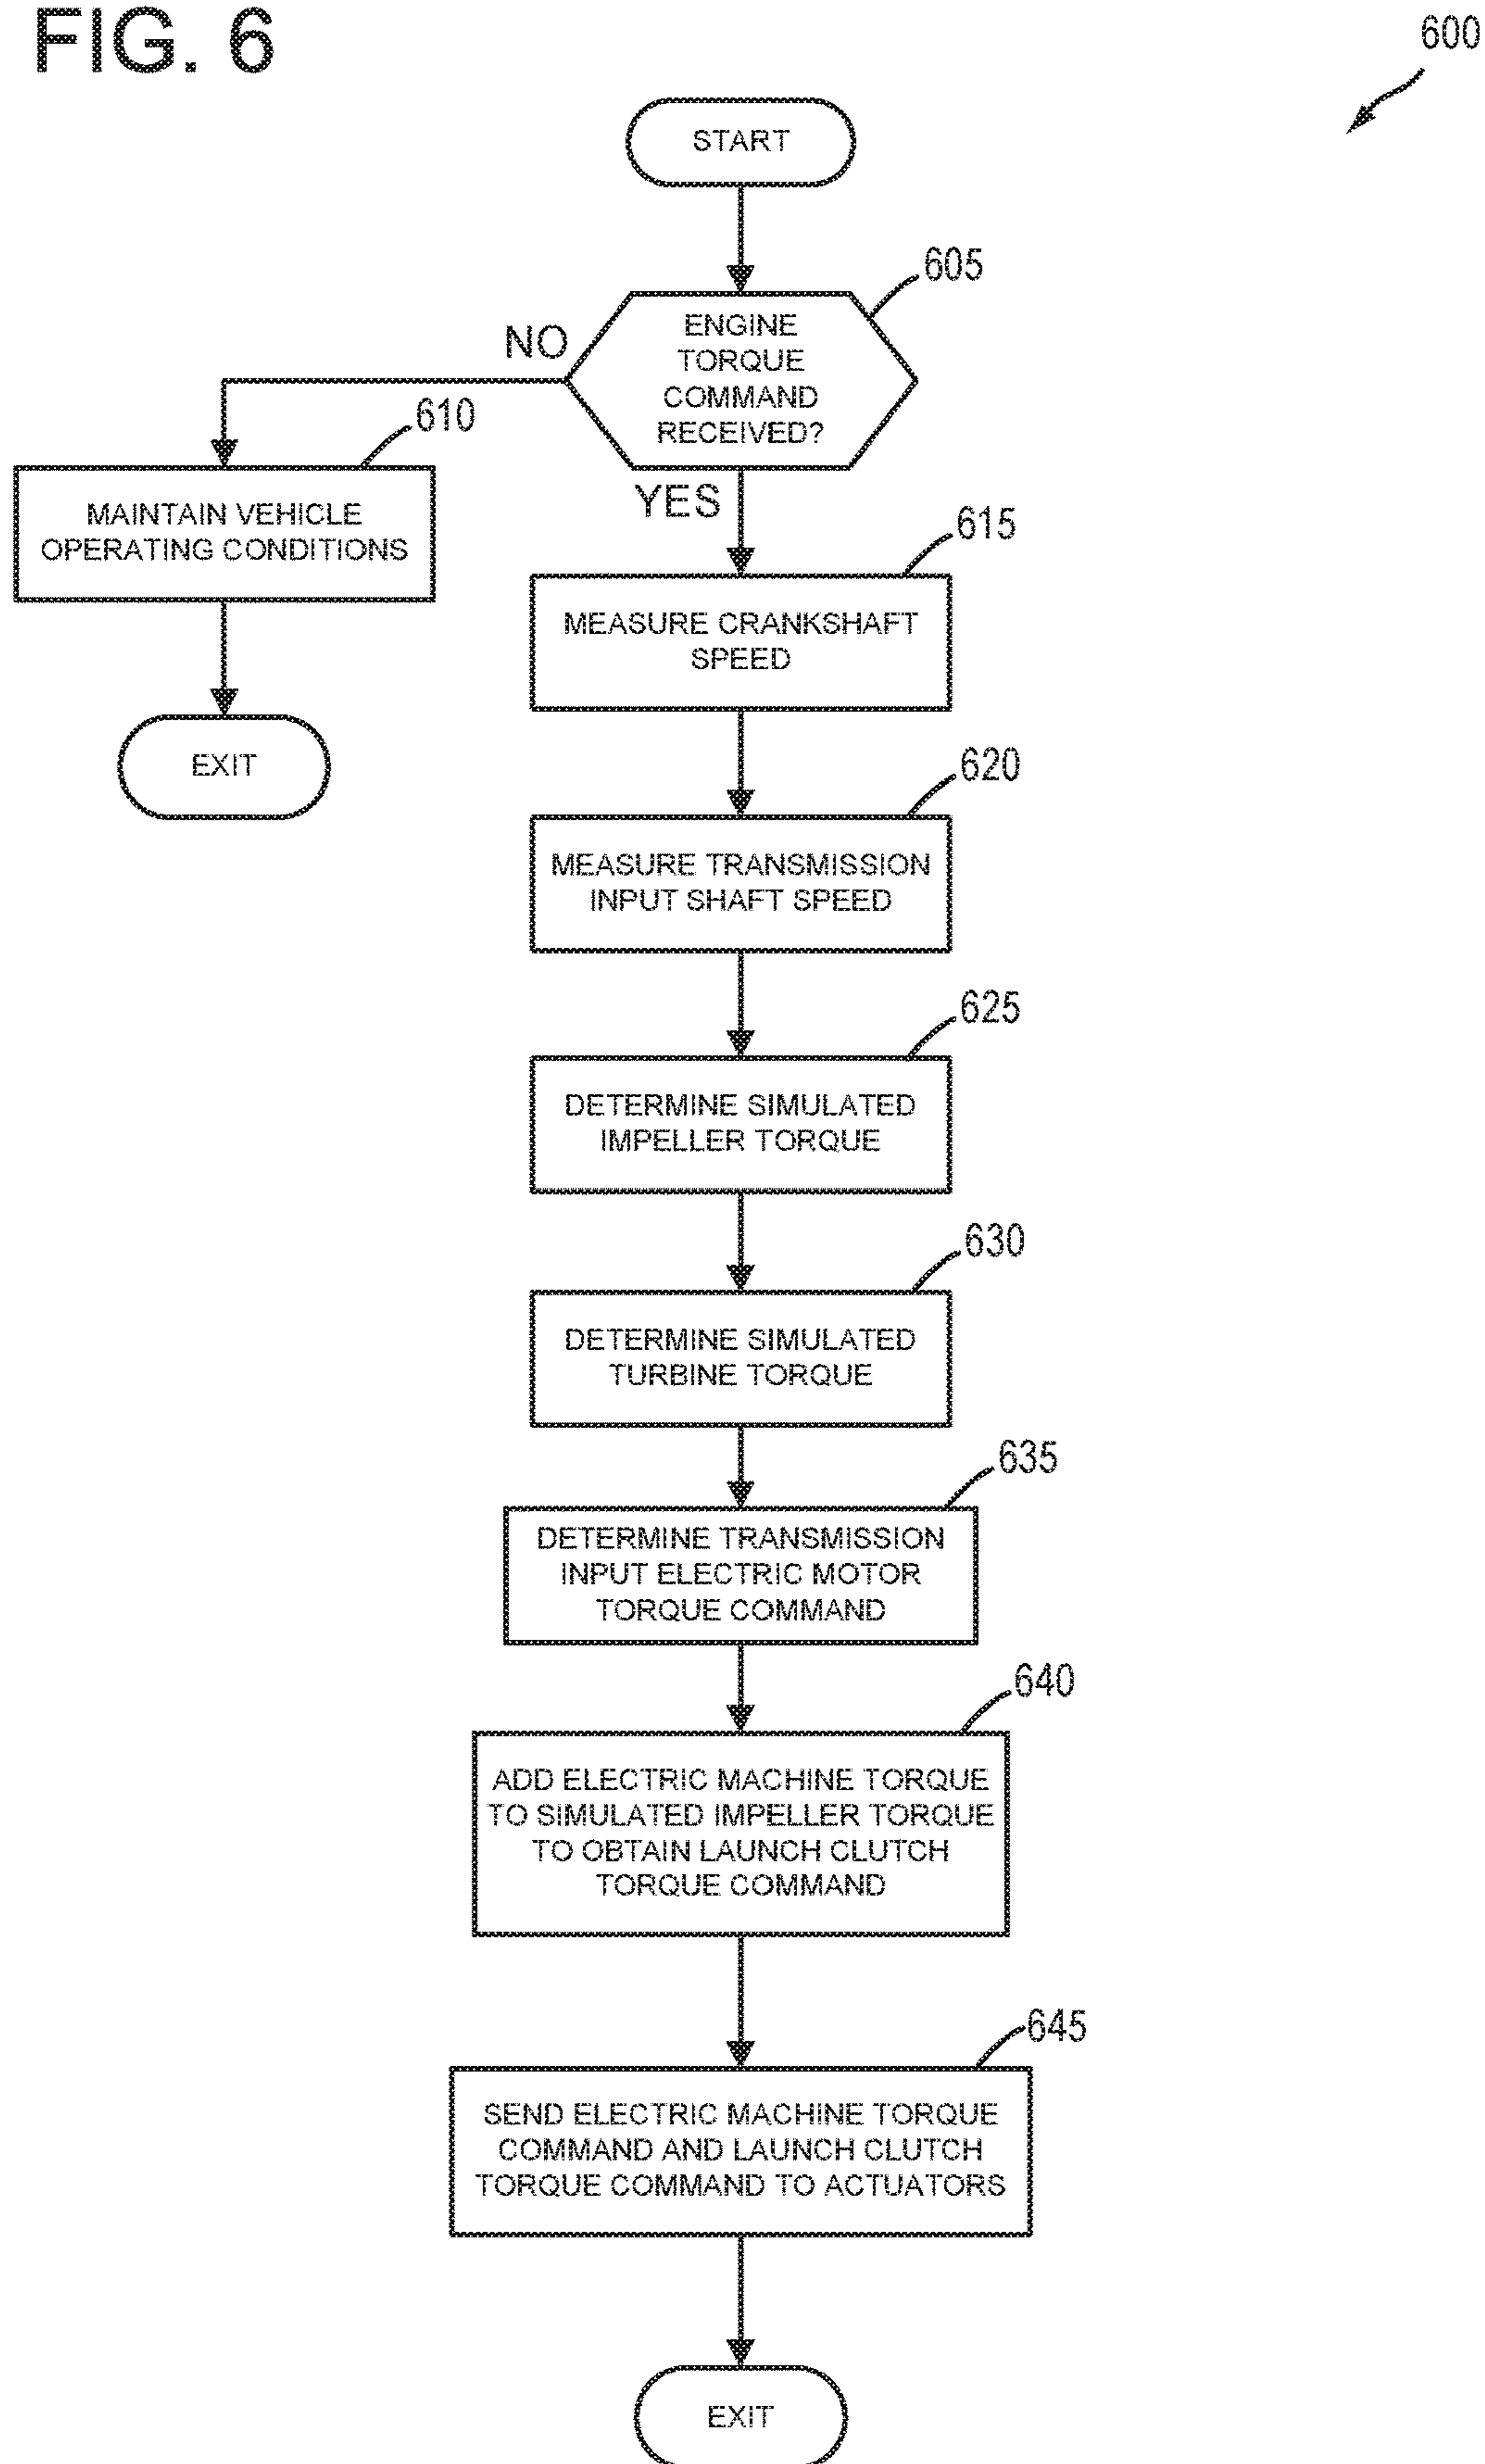 FIG. 6
600
START
605
ENGINE
TORQUE
COMMAND
RECEIVED?
NO
610
MAINTAIN VEHICLE
OPERATING CONDITIONS
EXIT
YES
615
MEASURE CRANKSHAFT
SPEED
620
MEASURE TRANSMISSION
INPUT SHAFT SPEED
625
DETERMINE SIMULATED
IMPELLER TORQUE
630
DETERMINE SIMULATED
TURBINE TORQUE
635
DETERMINE TRANSMISSION
INPUT ELECTRIC MOTOR
TORQUE COMMAND
640
ADD ELECTRIC MACHINE TORQUE
TO SIMULATED IMPELLER TORQUE
TO OBTAIN LAUNCH CLUTCH
TORQUE COMMAND
645
SEND ELECTRIC MACHINE TORQUE
COMMAND AND LAUNCH CLUTCH
TORQUE COMMAND TO ACTUATORS
EXIT